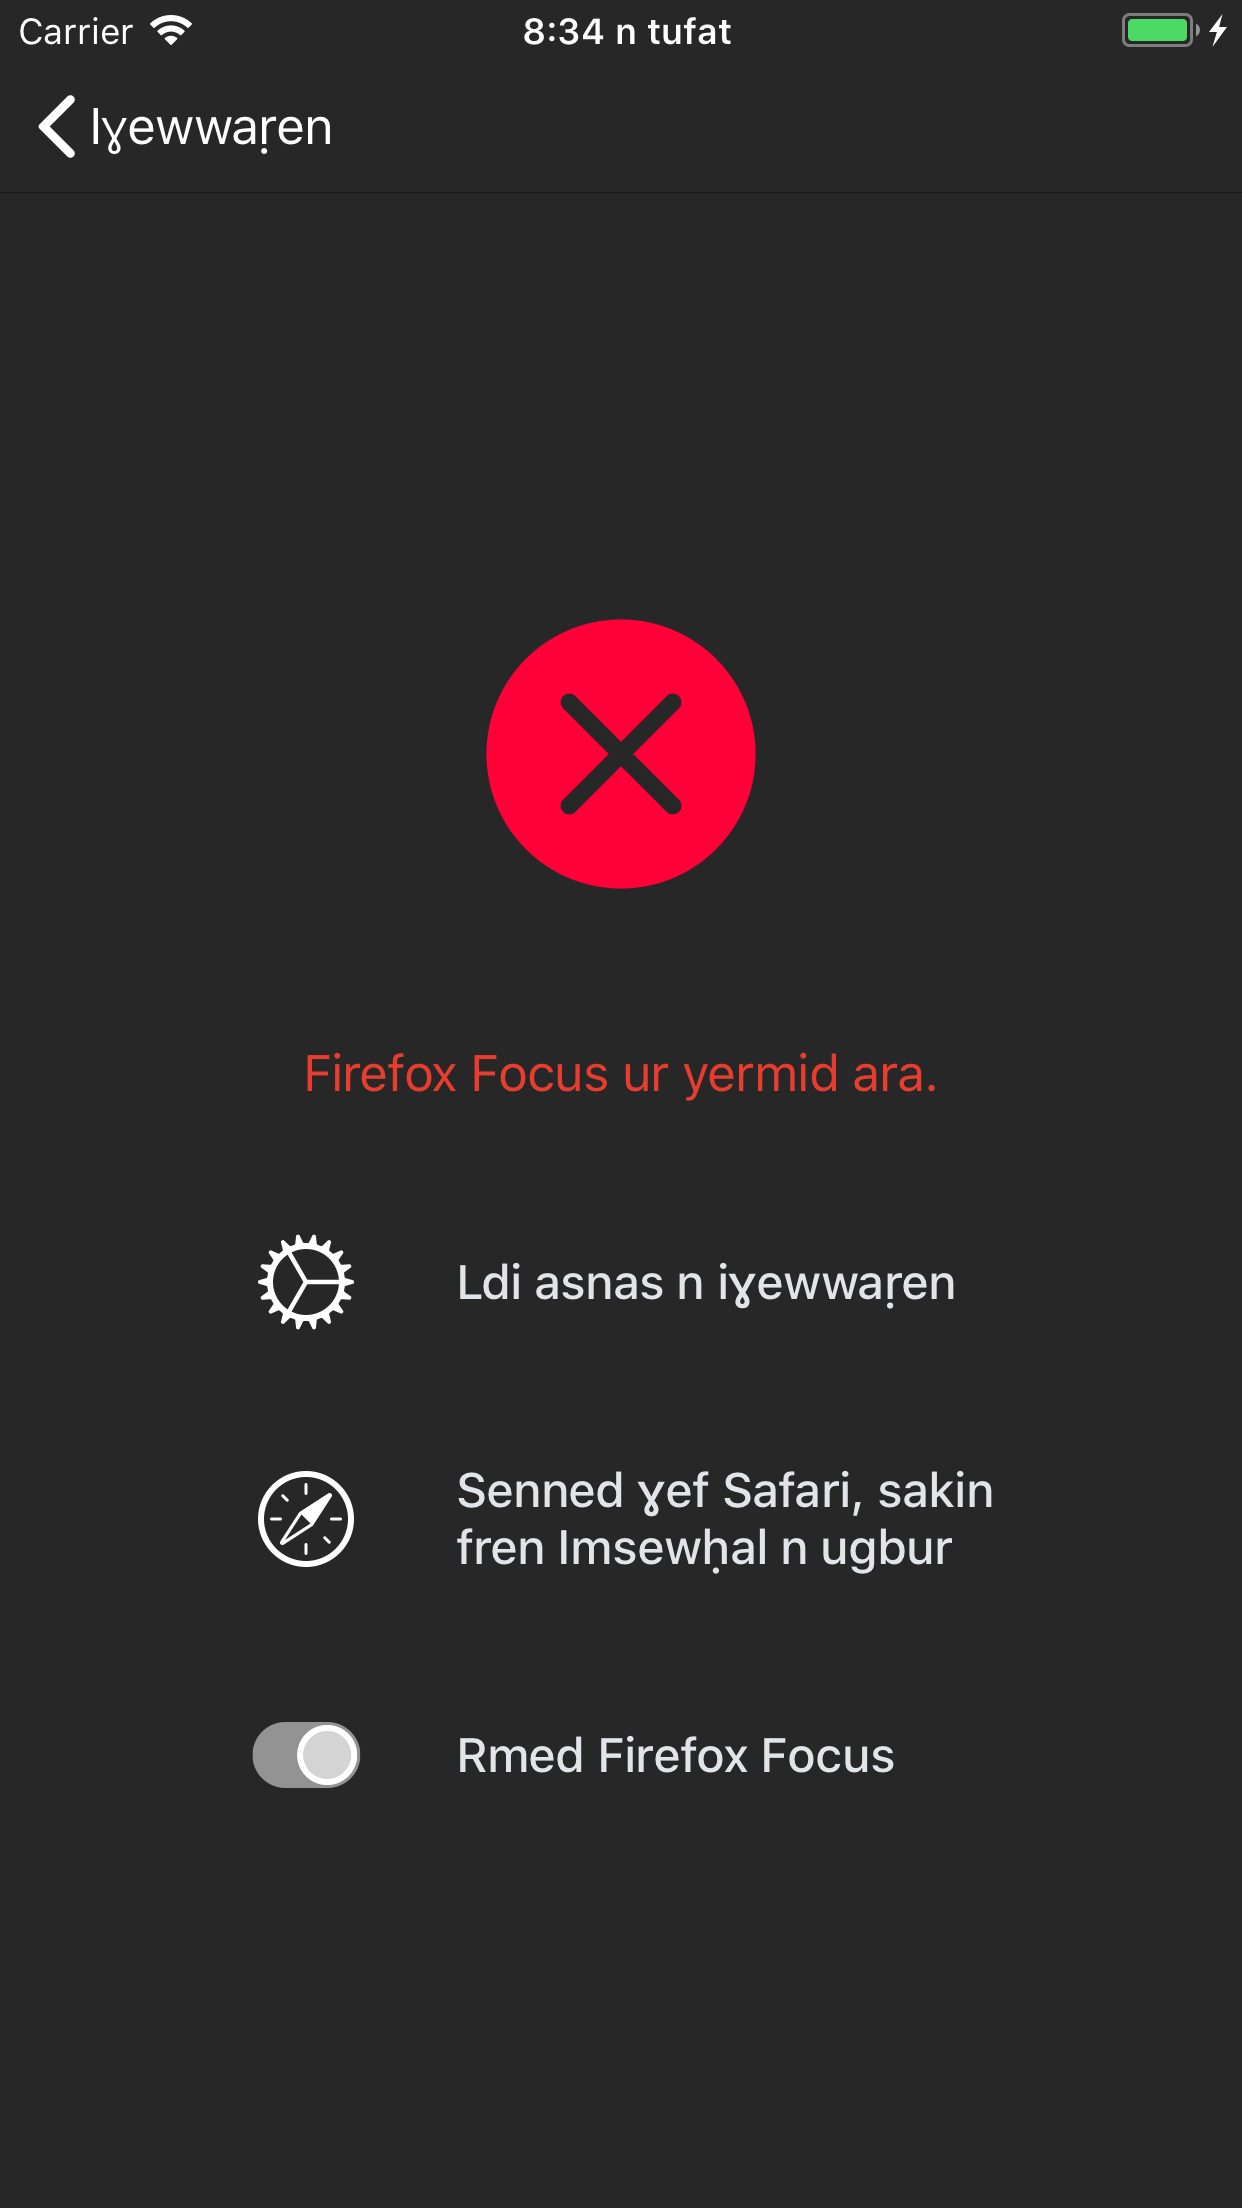 Carrier
8:34 n tufat
Iɣewwaṛen
Firefox Focus ur yermid ara.
Ldi asnas n iɣewwaṛen
Senned ɣef Safari, sakin
fren Imsewḥal n ugbur
Rmed Firefox Focus